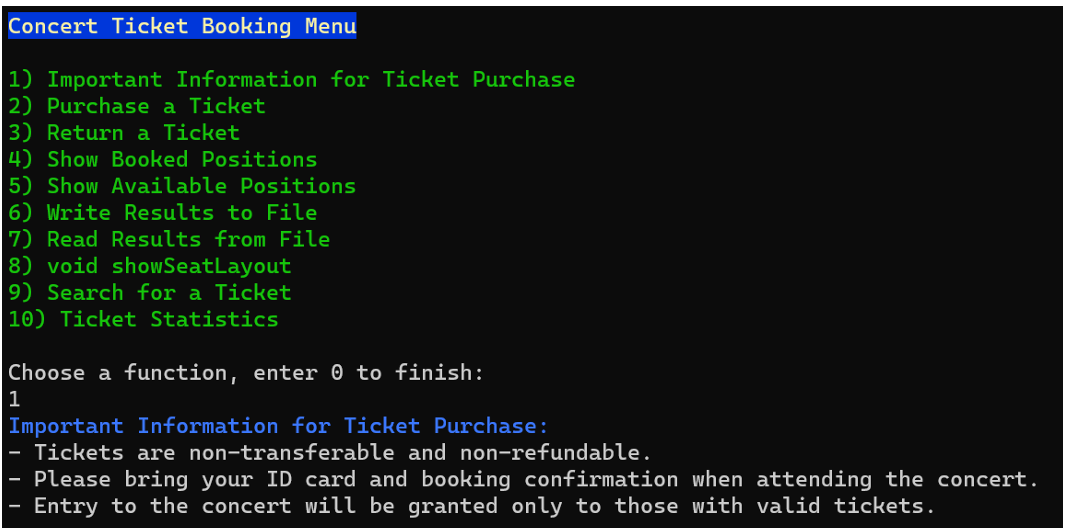 Concert Ticket Booking Menu
1) Important Information for Ticket Purchase
2) Purchase a Ticket
3) Return a Ticket
4) Show Booked Positions
5) Show Available Positions
6) Write Results to File
7) Read Results from File
8) void showSeatLayout
9) Search for a Ticket
10) Ticket Statistics
Choose a function, enter 0 to finish:
1
Important Information for Ticket Purchase:
- Tickets are non-transferable and non-refundable.
- Please bring your ID card and booking confirmation when attending the concert.
- Entry to the concert will be granted only to those with valid tickets.